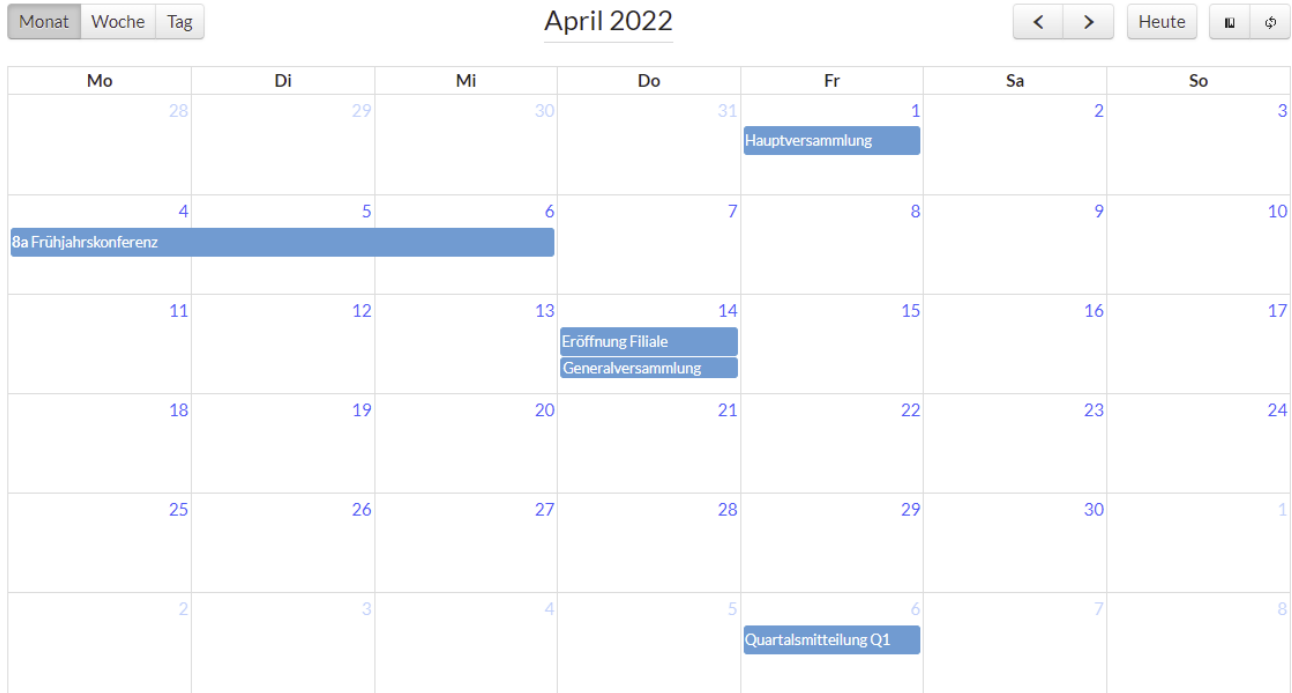 Monat Woche Tag April 2022 Heute
Mo Di Mi Do Fr Sa So
28 29 30 31 1 2 3
Hauptversammlung
4 5 6 7 8 9 10
8a Frühjahrskonferenz
11 12 13 14 15 16 17
Eröffnung Filiale
Generalversammlung
18 19 20 21 22 23 24
25 26 27 28 29 30 1
2 3 4 5 6 7 8
Quartalsmitteilung Q1